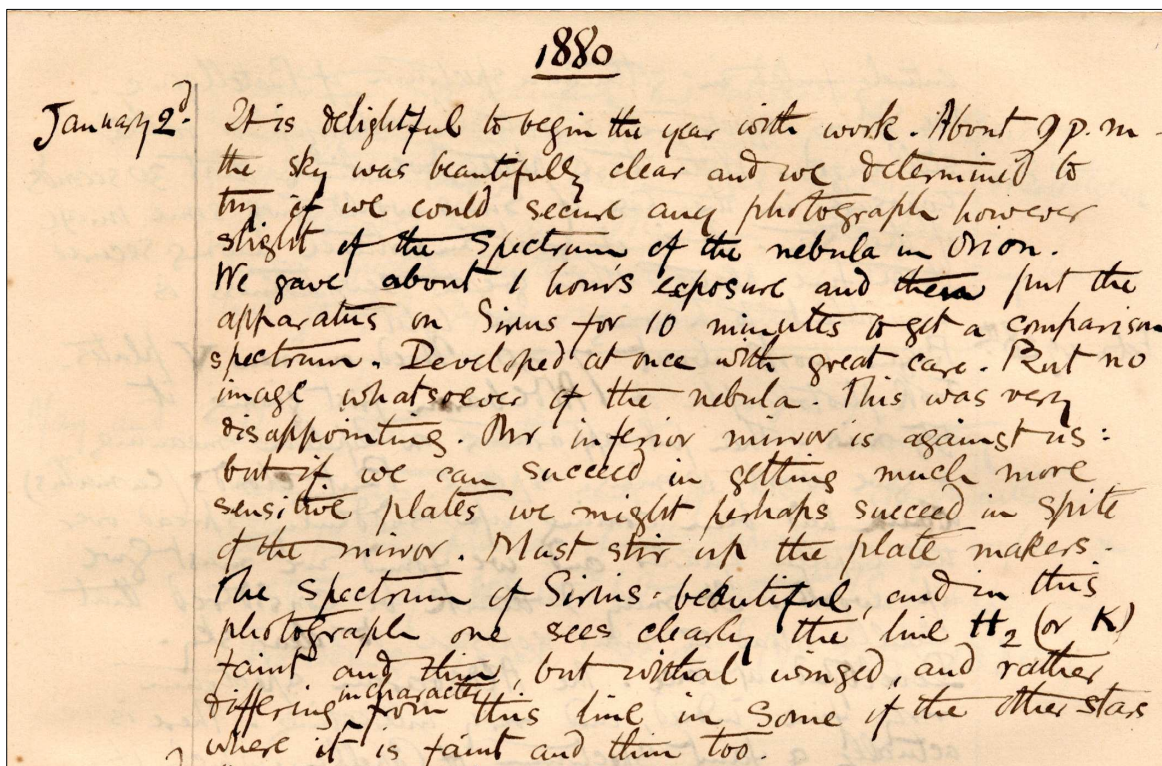 1880
January 2d. It is delightful to begin the year with work. About 9 p.m.
the sky was beautifully clear and we determined to
try if we could secure any photograph however
slight of the spectrum of the nebula in Orion.
We gave about 1 hours exposure and then put the
apparatus on Sirius for 10 minutes to get a comparison
spectrum. Developed at once with great care. But no
image whatsoever of the nebula. This was very
disappointing. Our inferior mirror is against us:
but if we can succeed in getting much more
sensitive plates we might perhaps succeed in spite
of the mirror. Must stir up the plate makers.
The spectrum of Sirius: beautiful, and in this
photograph one sees clearly the line H2 (or K)
faint and thin, but withal winged, and rather
differing in character from this line in some of the other stars
where it is faint and thin too.